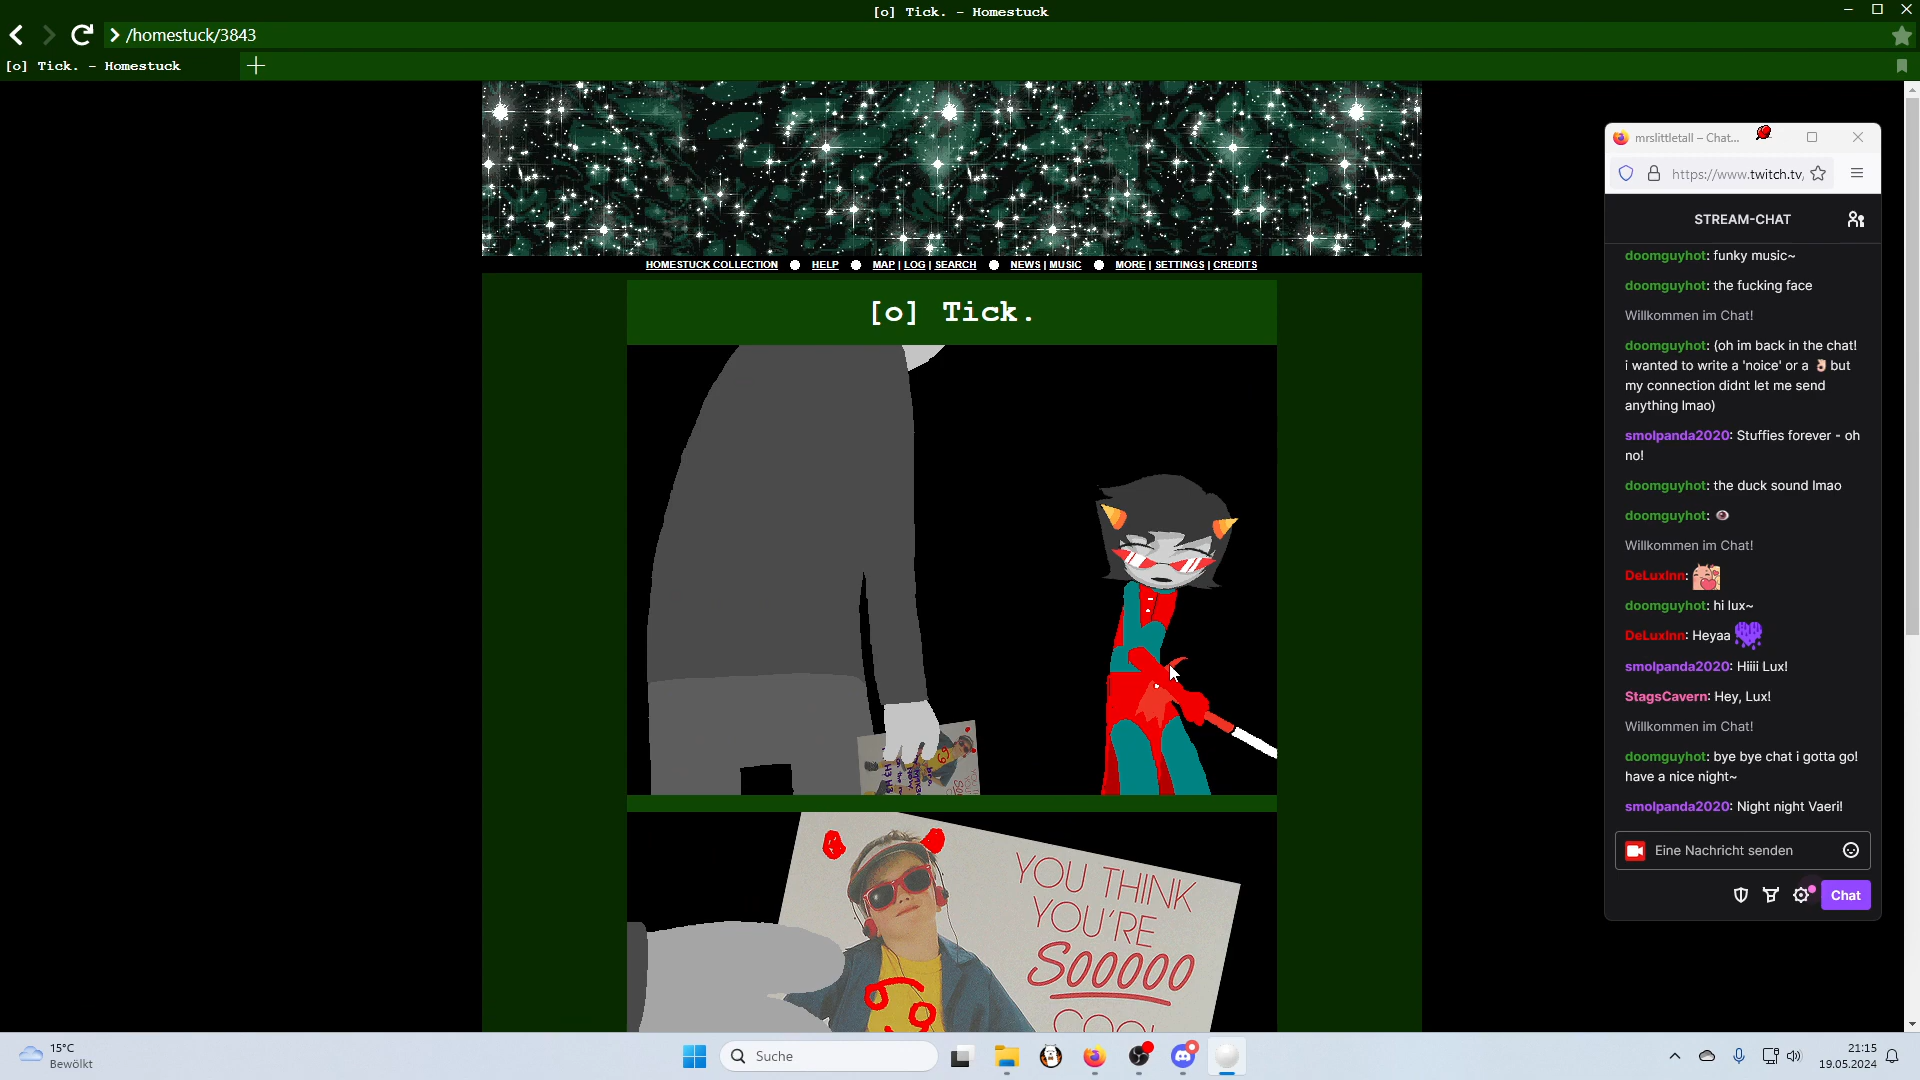 [o] Tick. – Homestuck
/homestuck/3843
[o] Tick. – Homestuck
HOMESTUCK COLLECTION HELP MAP | LOG | SEARCH NEWS | MUSIC MORE | SETTINGS | CREDITS
[o] Tick.
YOU THINK
YOU'RE
SOOOOO
COOL
mrslittletall – Chat...
https://www.twitch.tv/
STREAM-CHAT
doomguyhot: funky music~
doomguyhot: the fucking face
Willkommen im Chat!
doomguyhot: (oh im back in the chat!
i wanted to write a 'noice' or a 👌🏻 but
my connection didnt let me send
anything lmao)
smolpanda2020: Stuffies forever - oh
no!
doomguyhot: the duck sound lmao
doomguyhot: 👁
Willkommen im Chat!
DeLuxInn:
doomguyhot: hi lux~
DeLuxInn: Heyaa
smolpanda2020: Hiiii Lux!
StagsCavern: Hey, Lux!
Willkommen im Chat!
doomguyhot: bye bye chat i gotta go!
have a nice night~
smolpanda2020: Night night Vaeri!
Eine Nachricht senden
Chat
15°C
Bewölkt
Suche
21:15
19.05.2024